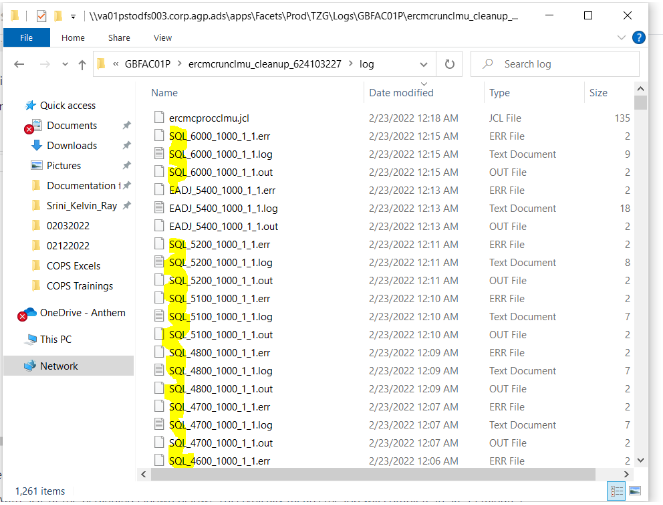 \\va01pstodfs003.corp.agp.ads\apps\Facets\Prod\TZG\Logs\GBFAC01P\ercmcrunclmu_cleanup_...
File Home Share View
« GBFAC01P › ercmcrunclmu_cleanup_624103227 › log
Search log
Name Date modified Type Size
Quick access
Documents
Downloads
Pictures
Documentation f
Srini_Kelvin_Ray
02032022
02122022
COPS Excels
COPS Trainings
OneDrive - Anthem
This PC
Network
ercmcprocclmu.jcl 2/23/2022 12:18 AM JCL File 135
SQL_6000_1000_1_1.err 2/23/2022 12:15 AM ERR File 2
SQL_6000_1000_1_1.log 2/23/2022 12:15 AM Text Document 9
SQL_6000_1000_1_1.out 2/23/2022 12:15 AM OUT File 2
EADJ_5400_1000_1_1.err 2/23/2022 12:13 AM ERR File 2
EADJ_5400_1000_1_1.log 2/23/2022 12:13 AM Text Document 18
EADJ_5400_1000_1_1.out 2/23/2022 12:13 AM OUT File 2
SQL_5200_1000_1_1.err 2/23/2022 12:11 AM ERR File 2
SQL_5200_1000_1_1.log 2/23/2022 12:11 AM Text Document 8
SQL_5200_1000_1_1.out 2/23/2022 12:11 AM OUT File 2
SQL_5100_1000_1_1.err 2/23/2022 12:10 AM ERR File 2
SQL_5100_1000_1_1.log 2/23/2022 12:10 AM Text Document 7
SQL_5100_1000_1_1.out 2/23/2022 12:10 AM OUT File 2
SQL_4800_1000_1_1.err 2/23/2022 12:09 AM ERR File 2
SQL_4800_1000_1_1.log 2/23/2022 12:09 AM Text Document 7
SQL_4800_1000_1_1.out 2/23/2022 12:09 AM OUT File 2
SQL_4700_1000_1_1.err 2/23/2022 12:07 AM ERR File 2
SQL_4700_1000_1_1.log 2/23/2022 12:07 AM Text Document 7
SQL_4700_1000_1_1.out 2/23/2022 12:07 AM OUT File 2
SQL_4600_1000_1_1.err 2/23/2022 12:06 AM ERR File 2
1,261 items